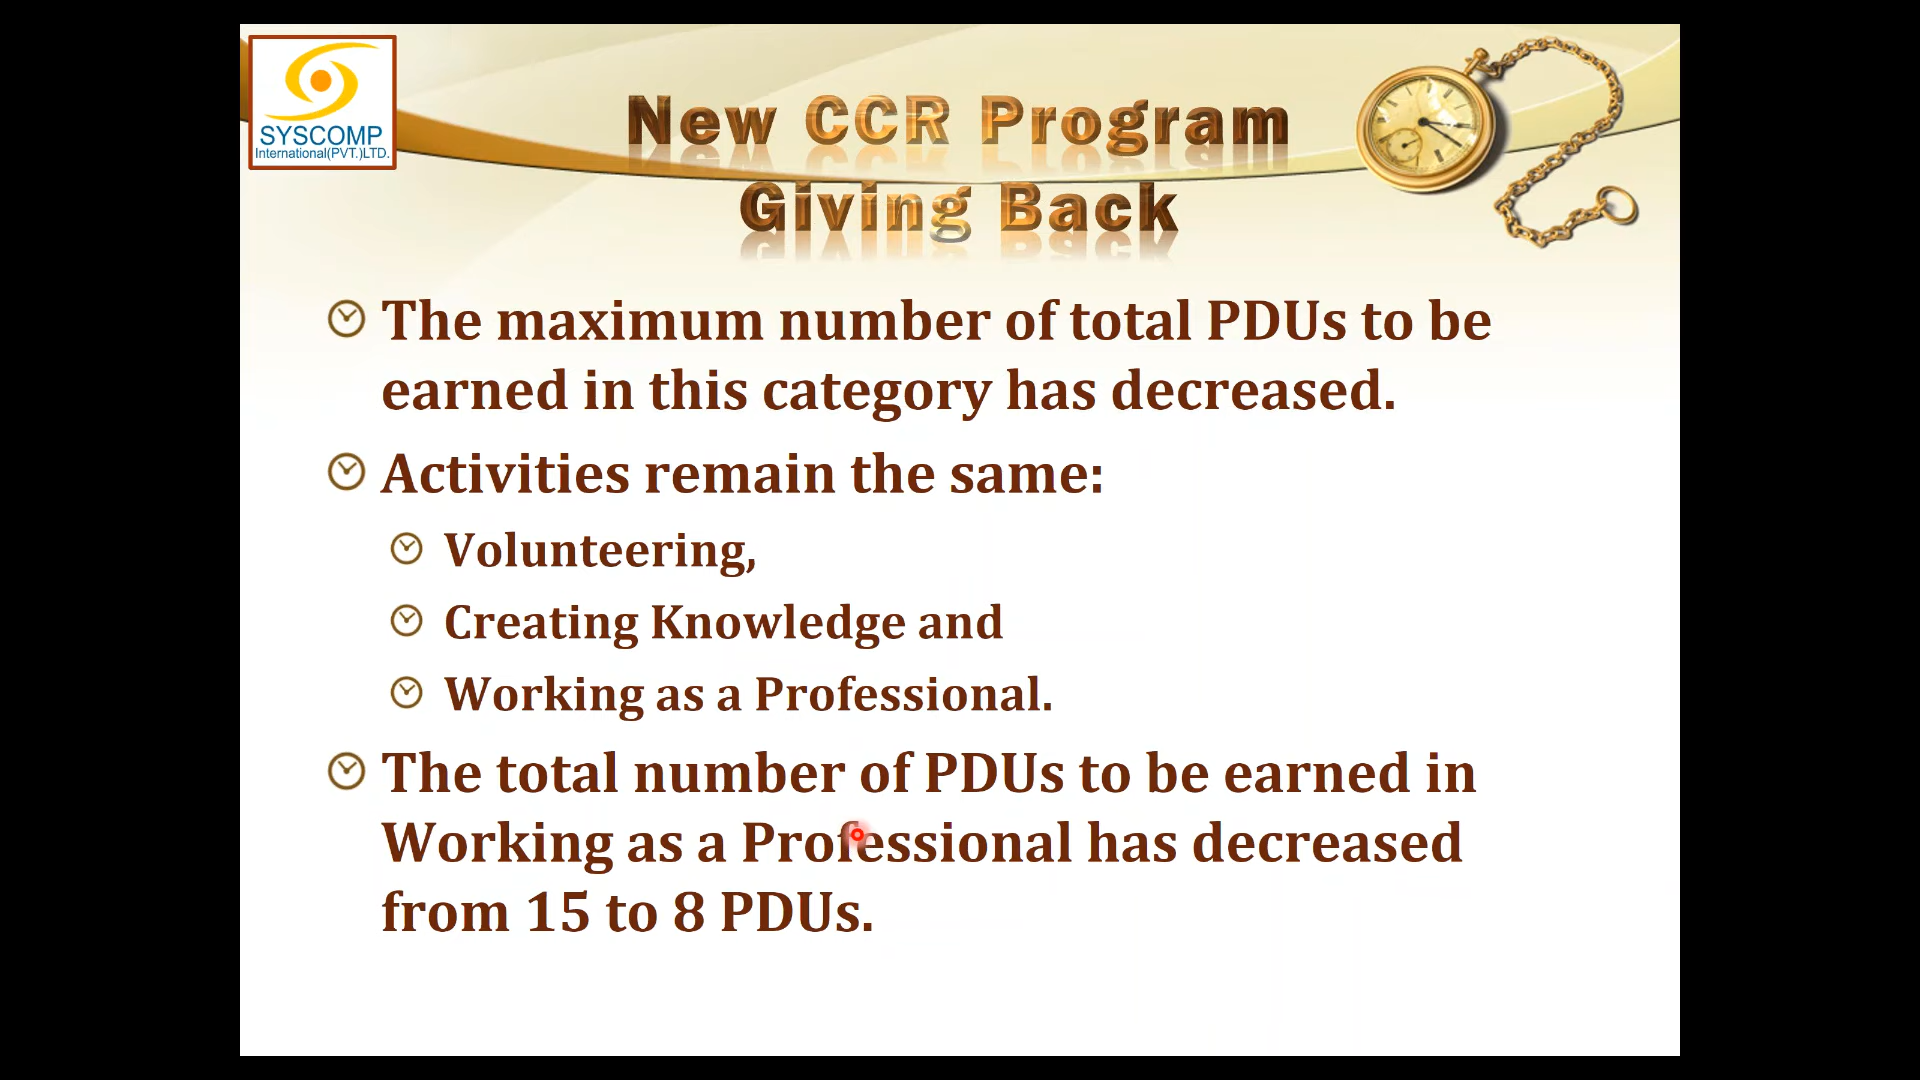 SYSCOMP
International(PVT.)LTD.
New CCR Program
Giving Back
The maximum number of total PDUs to be
earned in this category has decreased.
Activities remain the same:
Volunteering,
Creating Knowledge and
Working as a Professional.
The total number of PDUs to be earned in
Working as a Professional has decreased
from 15 to 8 PDUs.